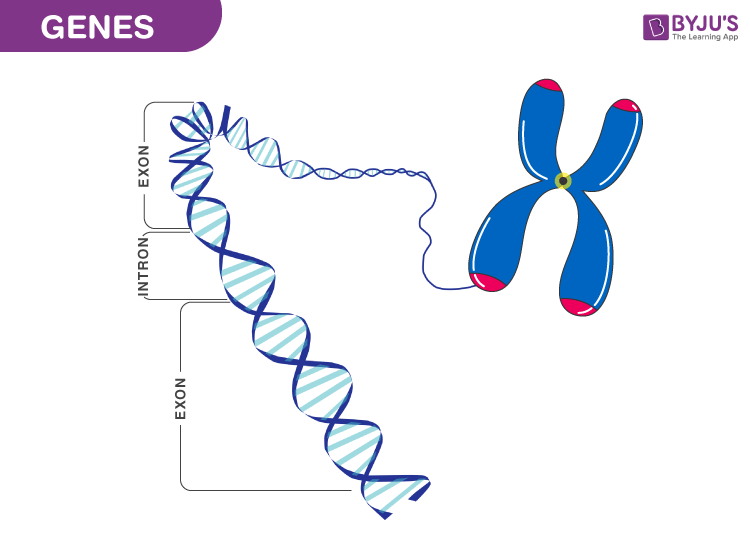 GENES
BYJU'S
The Learning App
EXON
INTRON
EXON